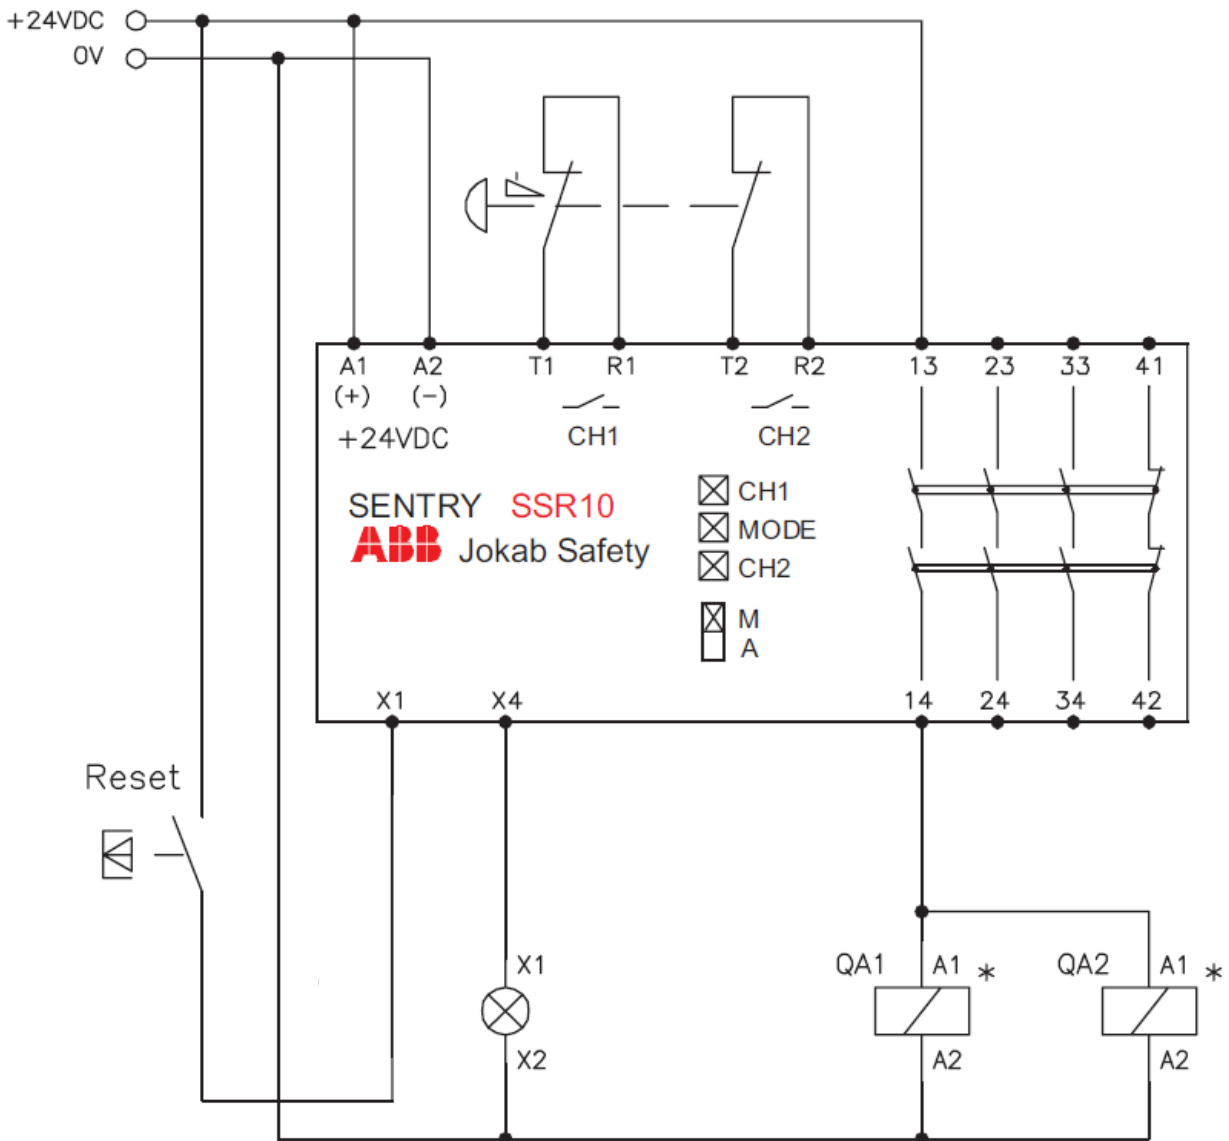 +24VDC
0V
A1 A2 T1 R1 T2 R2 13 23 33 41
(+) (-)
+24VDC CH1 CH2
SENTRY SSR10
ABB Jokab Safety
CH1
MODE
CH2
M
A
X1 X4 14 24 34 42
Reset
X1 QA1 A1 * QA2 A1 *
X2 A2 A2